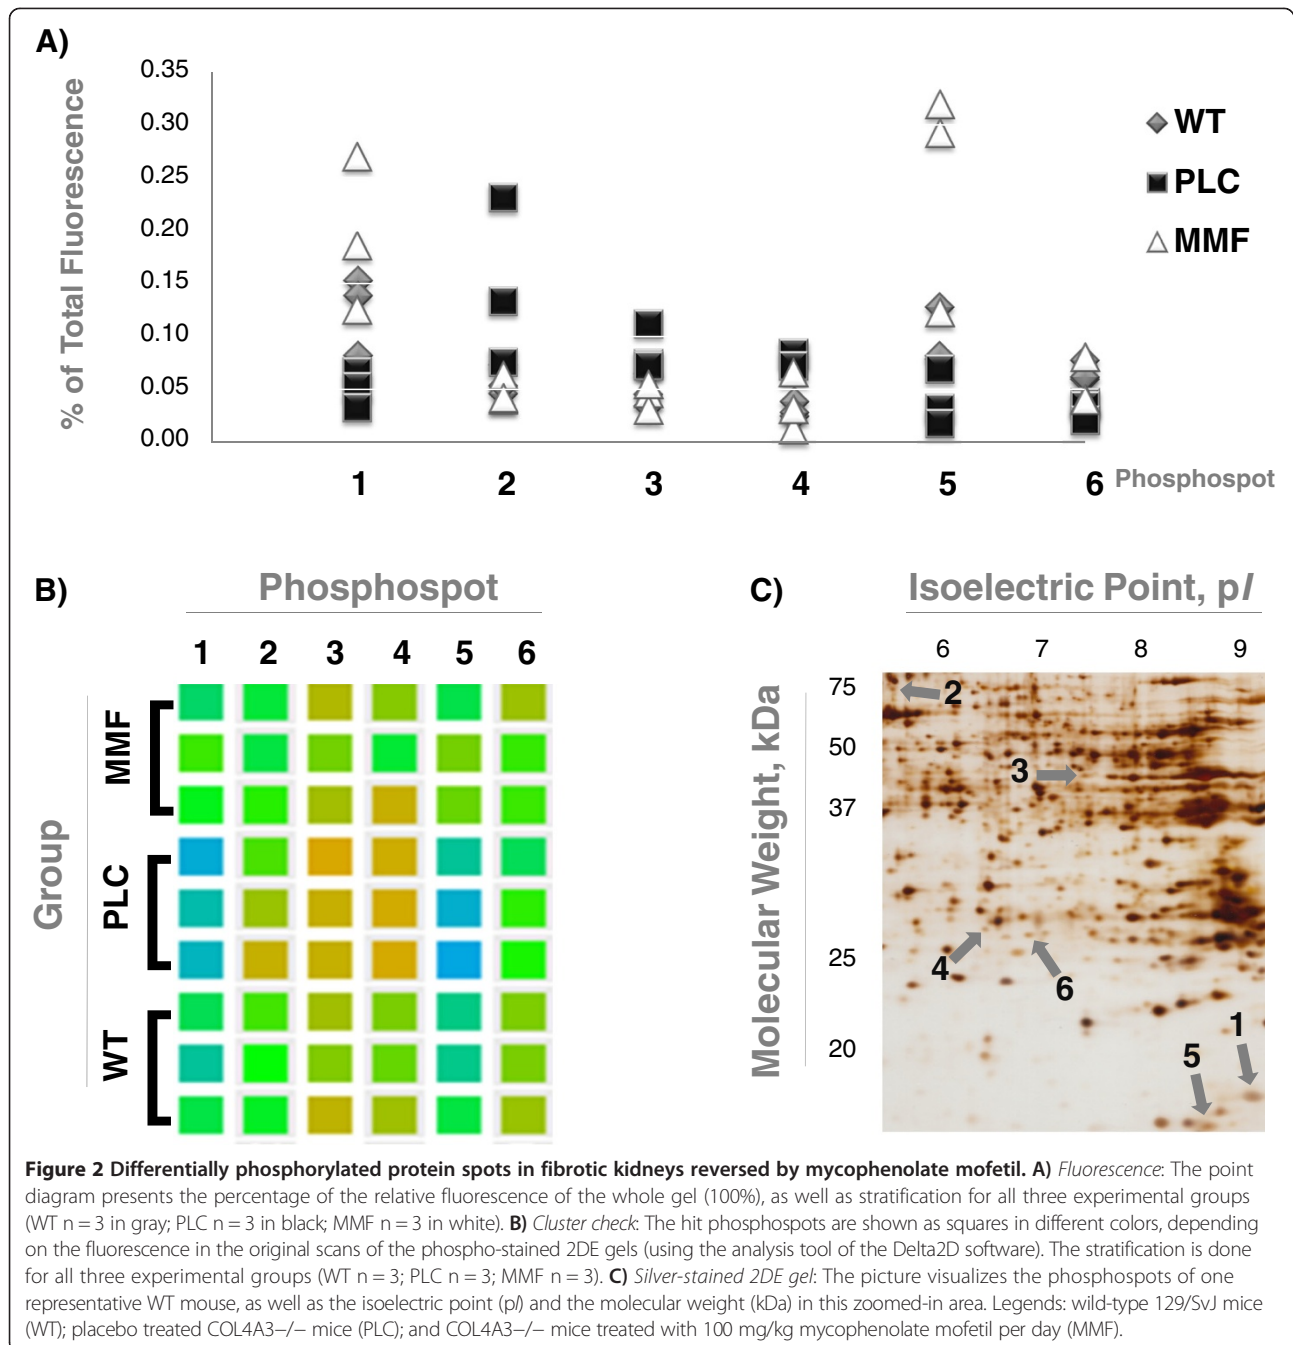 A)
% of Total Fluorescence
0.35
0.30
0.25
0.20
0.15
0.10
0.05
0.00
WT
PLC
MMF
1 2 3 4 5 6 Phosphospot
B)
Phosphospot
1 2 3 4 5 6
Group
MMF
PLC
WT
C)
Isoelectric Point, pI
6 7 8 9
Molecular Weight, kDa
75
50
37
25
20
2
3
4
6
1
5
Figure 2 Differentially phosphorylated protein spots in fibrotic kidneys reversed by mycophenolate mofetil. A) Fluorescence: The point
diagram presents the percentage of the relative fluorescence of the whole gel (100%), as well as stratification for all three experimental groups
(WT n = 3 in gray; PLC n = 3 in black; MMF n = 3 in white). B) Cluster check: The hit phosphospots are shown as squares in different colors, depending
on the fluorescence in the original scans of the phospho-stained 2DE gels (using the analysis tool of the Delta2D software). The stratification is done
for all three experimental groups (WT n = 3; PLC n = 3; MMF n = 3). C) Silver-stained 2DE gel: The picture visualizes the phosphospots of one
representative WT mouse, as well as the isoelectric point (pI) and the molecular weight (kDa) in this zoomed-in area. Legends: wild-type 129/SvJ mice
(WT); placebo treated COL4A3−/− mice (PLC); and COL4A3−/− mice treated with 100 mg/kg mycophenolate mofetil per day (MMF).